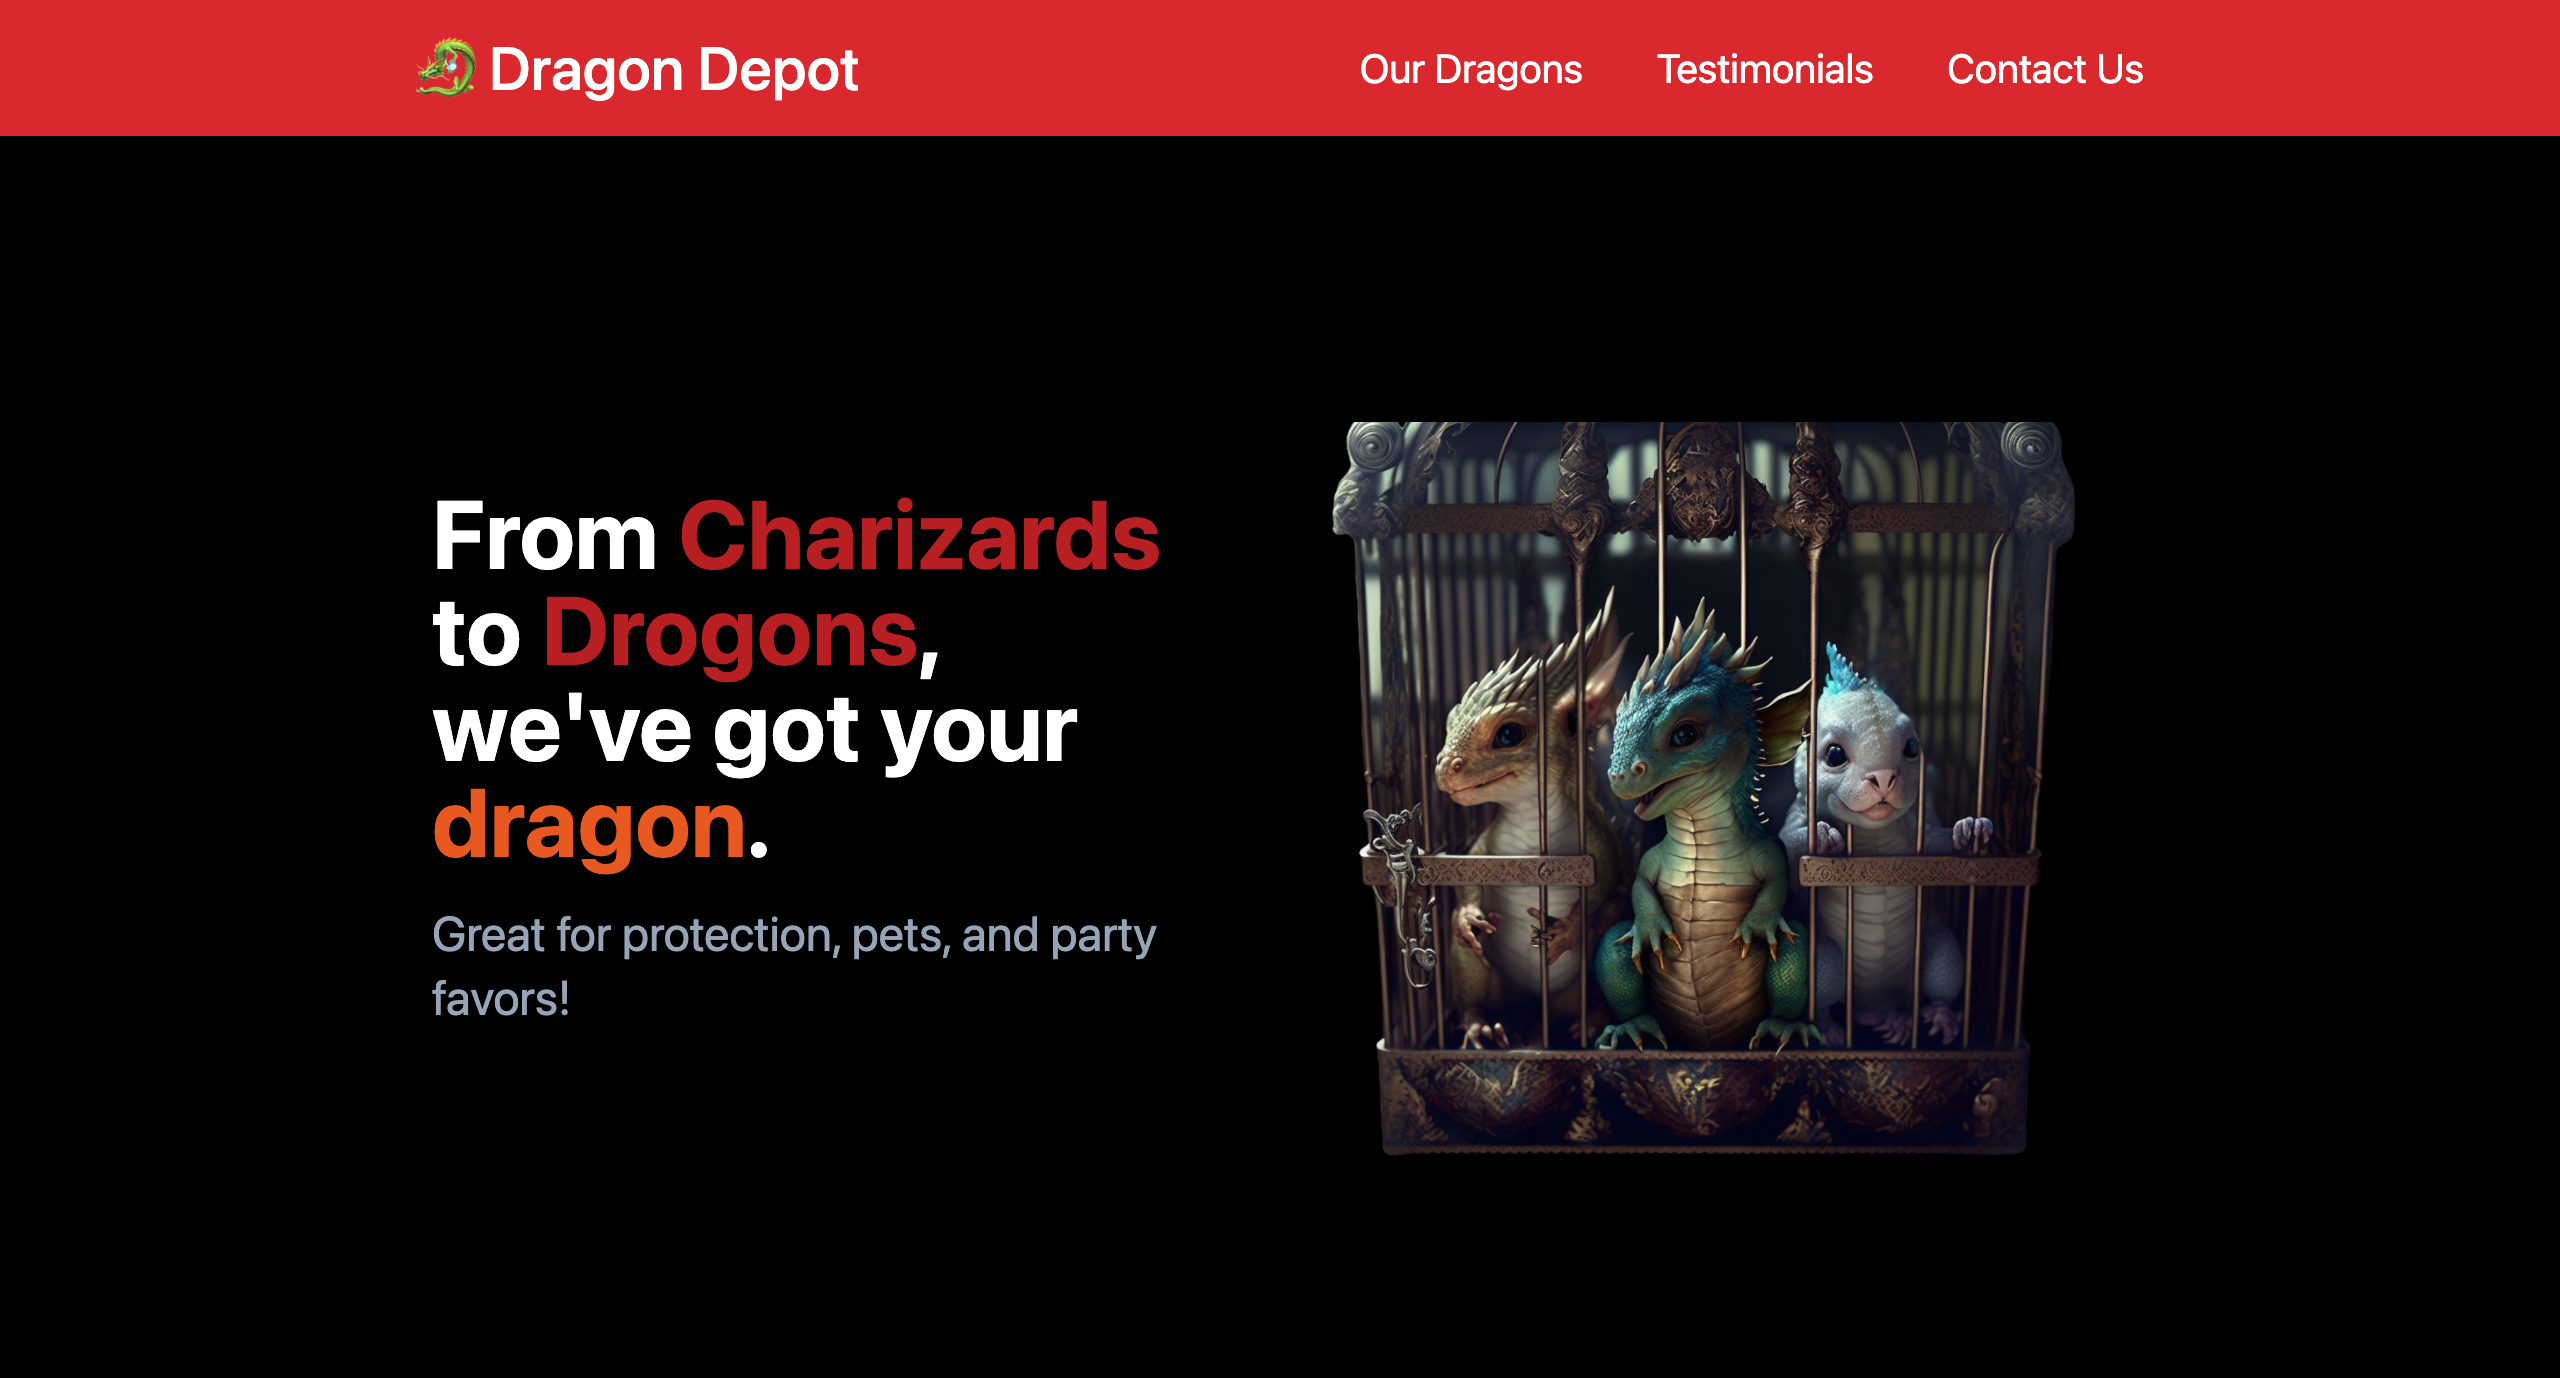 Dragon Depot
Our Dragons
Testimonials
Contact Us
From Charizards
to Drogons,
we've got your
dragon.
Great for protection, pets, and party
favors!